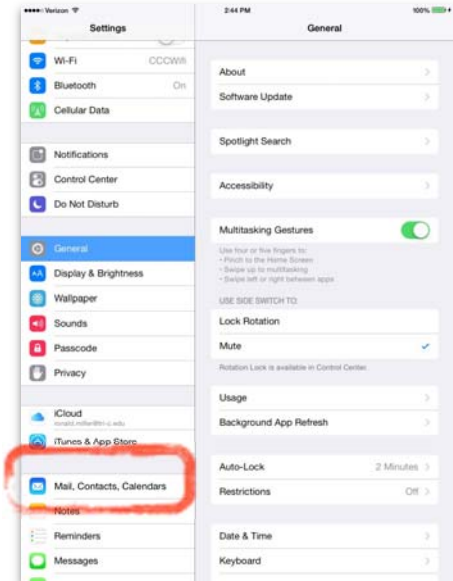 Verizon
2:44 PM
100%
Settings
General
Wi-Fi
CCCWifi
Bluetooth
On
Cellular Data
Notifications
Control Center
Do Not Disturb
General
Display & Brightness
Wallpaper
Sounds
Passcode
Privacy
iCloud
iTunes & App Store
Mail, Contacts, Calendars
Notes
Reminders
Messages
About
Software Update
Spotlight Search
Accessibility
Multitasking Gestures
Use four or five fingers to:
• Pinch to the Home Screen
• Swipe up to multitasking
• Swipe left or right between apps
USE SIDE SWITCH TO:
Lock Rotation
Mute
Rotation Lock is available in Control Center.
Usage
Background App Refresh
Auto-Lock
2 Minutes
Restrictions
Off
Date & Time
Keyboard